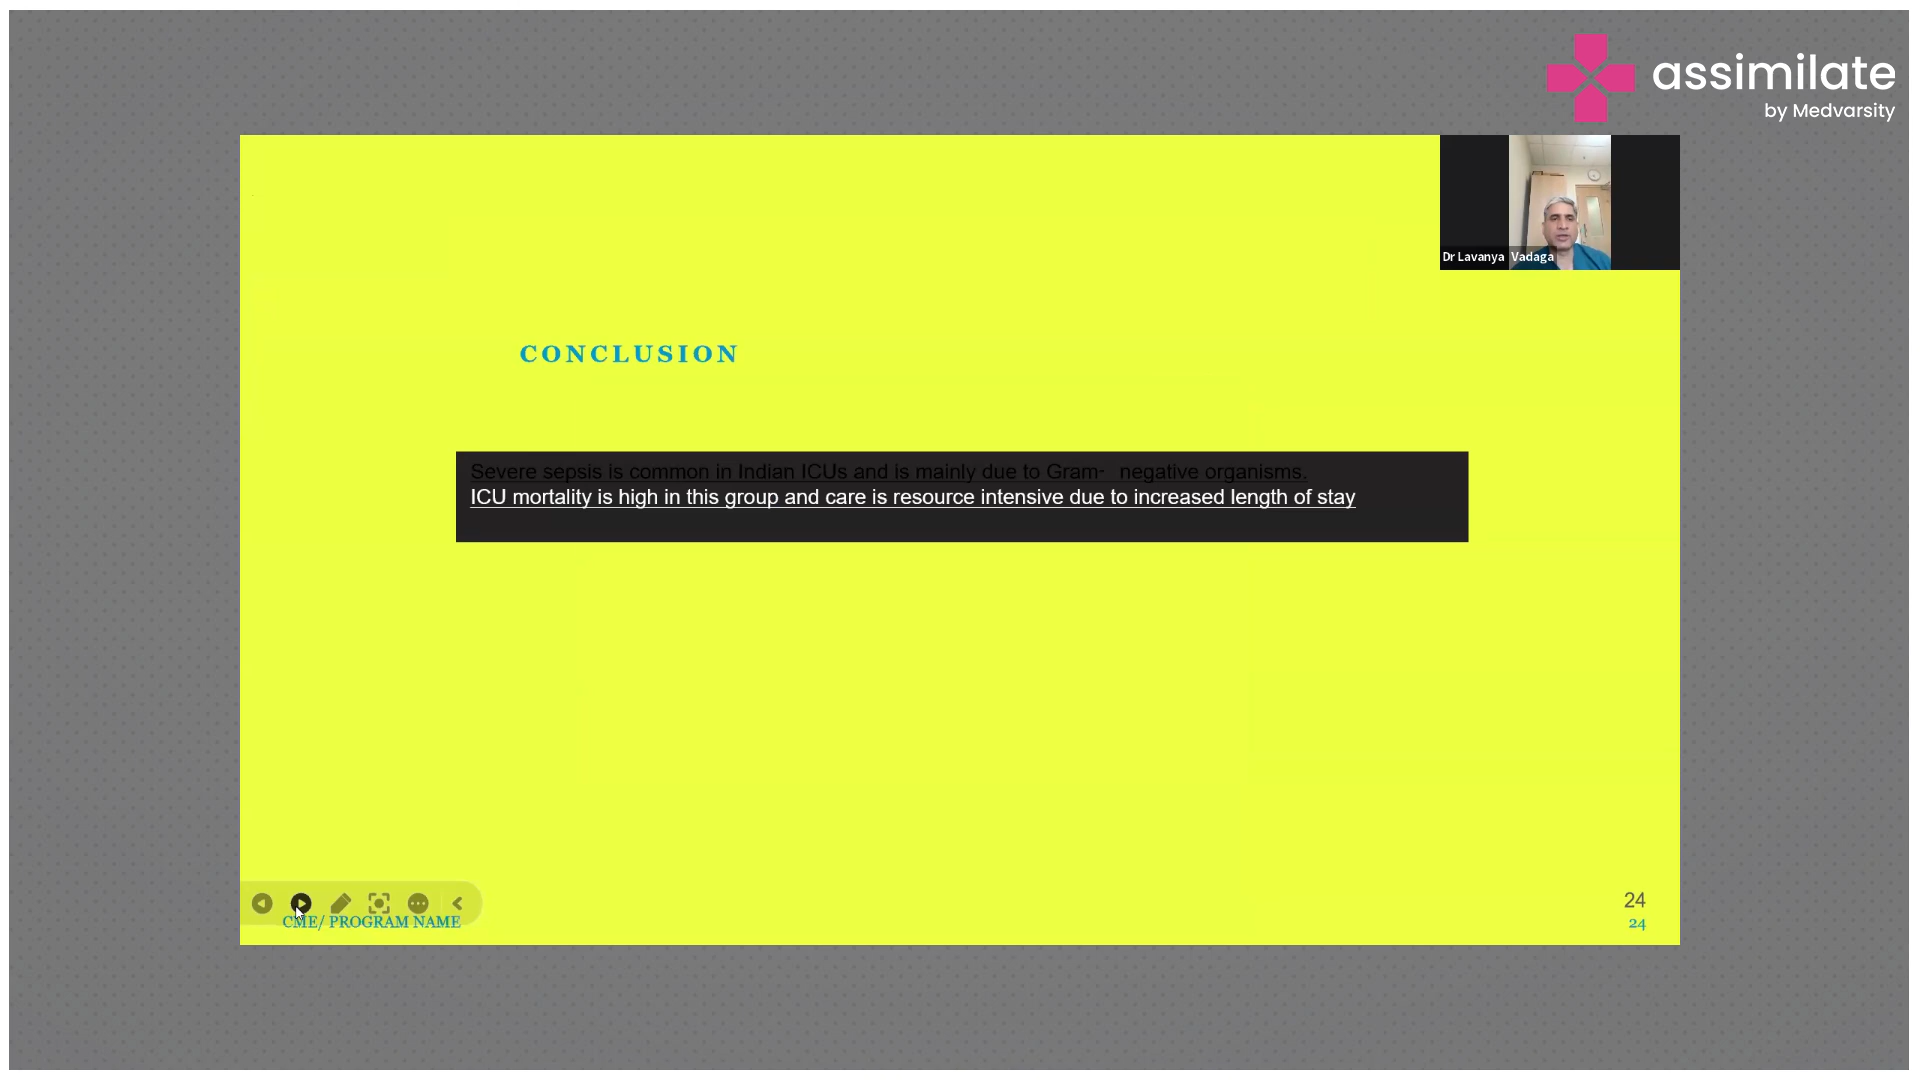 assimilate
by Medvarsity
Dr Lavanya Vadaga
CONCLUSION
Severe sepsis is common in Indian ICUs and is mainly due to Gram- negative organisms.
ICU mortality is high in this group and care is resource intensive due to increased length of stay
24
CME/ PROGRAM NAME
24